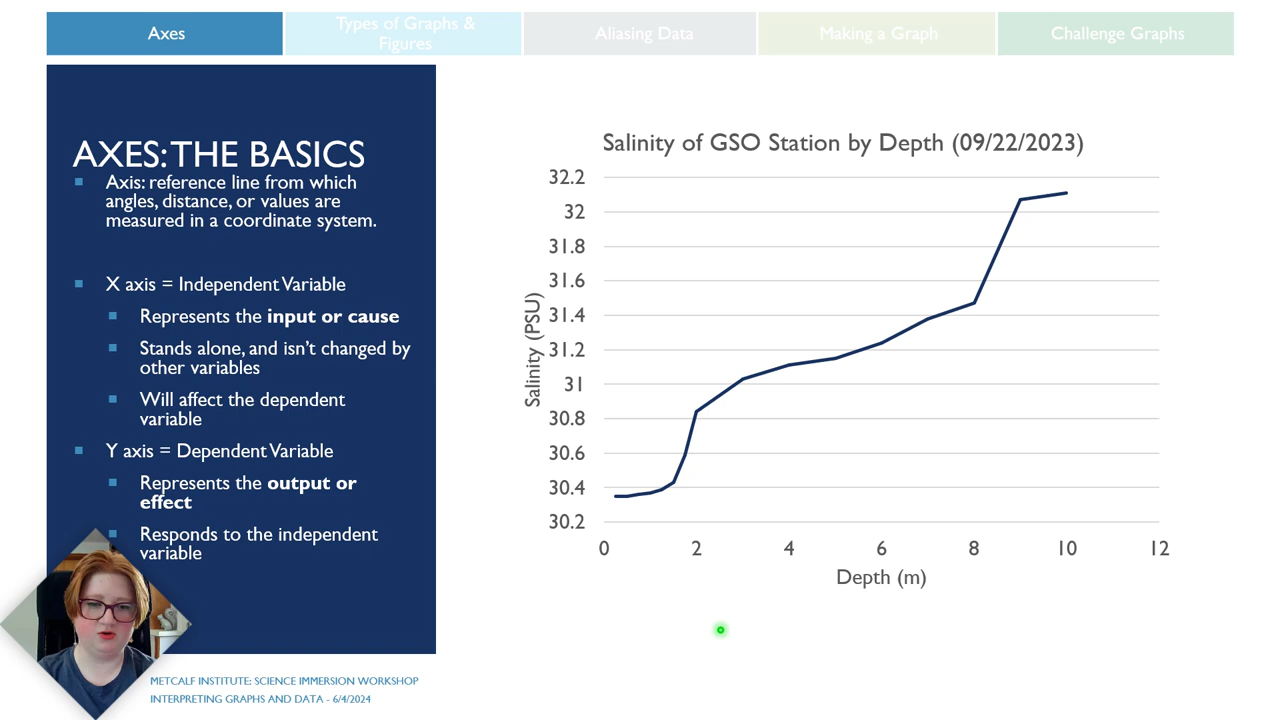 Axes
Types of Graphs &
Figures
Aliasing Data
Making a Graph
Challenge Graphs
AXES: THE BASICS
Axis: reference line from which
angles, distance, or values are
measured in a coordinate system.
X axis = Independent Variable
Represents the input or cause
Stands alone, and isn't changed by
other variables
Will affect the dependent
variable
Y axis = Dependent Variable
Represents the output or
effect
Responds to the independent
variable
Salinity of GSO Station by Depth (09/22/2023)
32.2
32
31.8
31.6
31.4
31.2
31
30.8
30.6
30.4
30.2
Salinity (PSU)
0 2 4 6 8 10 12
Depth (m)
METCALF INSTITUTE: SCIENCE IMMERSION WORKSHOP
INTERPRETING GRAPHS AND DATA - 6/4/2024